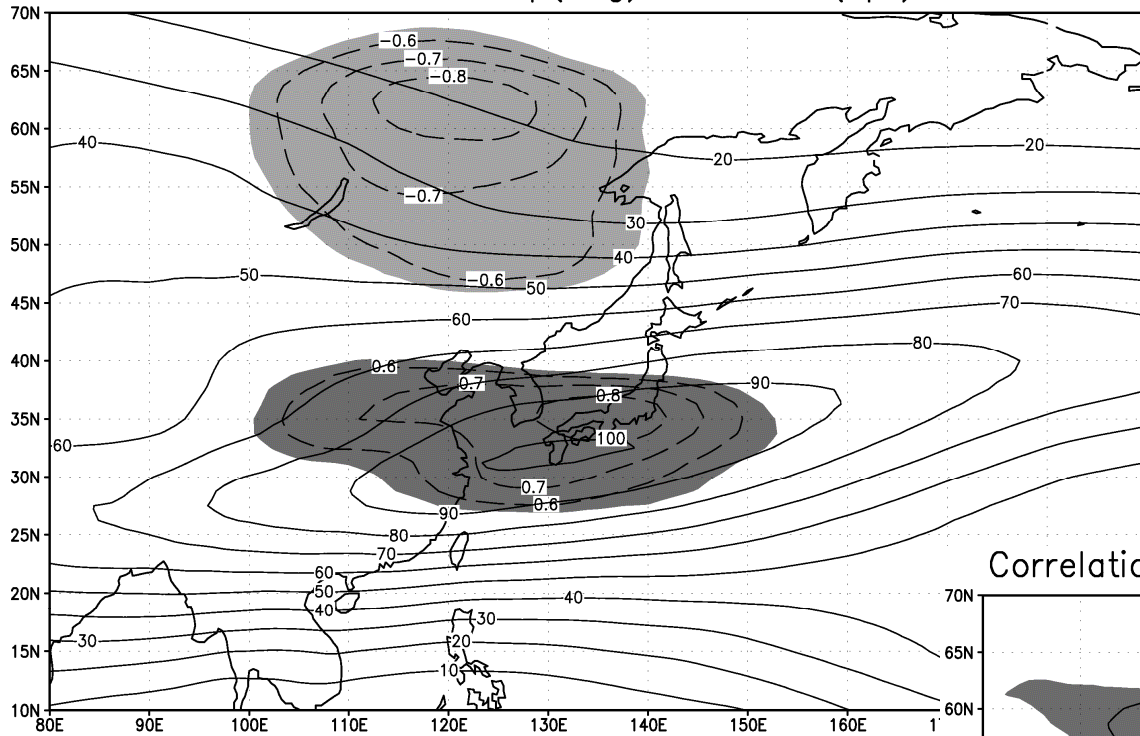 70N
−0.6
−0.7
65N
−0.8
60N
40
20
20
55N
−0.7
30
50N
40
50
−0.6
50
60
45N
70
60
80
40N
0.6
0.7
90
0.8
35N
100
60
30N
0.7
0.6
90
80
25N
70
60
50
20N
40
40
30
30
20
15N
10
10N
80E 90E 100E 110E 120E 130E 140E 150E 160E
Correlatio
70N
65N
60N